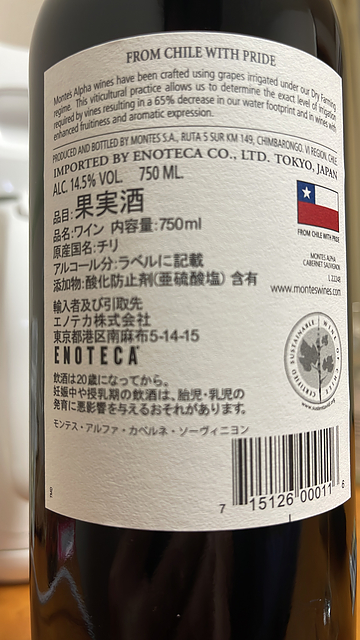 FROM CHILE WITH PRIDE
Montes Alpha wines have been crafted using grapes irrigated under our Dry Farming
regime. This viticultural practice allows us to determine the exact level of irrigation
required by vines resulting in a 65% decrease in our water footprint and in wines with
enhanced fruitiness and aromatic expression.
PRODUCED AND BOTTLED BY MONTES S.A., RUTA 5 SUR KM 149, CHIMBARONGO, VI REGION, CHILE
IMPORTED BY ENOTECA CO., LTD. TOKYO, JAPAN
ALC. 14.5% VOL 750 ML
品目:果実酒
品名:ワイン 内容量:750ml
原産国名:チリ
アルコール分:ラベルに記載
添加物:酸化防止剤(亜硫酸塩) 含有
輸入者及び引取先
エノテカ株式会社
東京都港区南麻布5-14-15
ENOTECA
飲酒は20歳になってから。
妊娠中や授乳期の飲酒は、胎児・乳児の
発育に悪影響を与えるおそれがあります。
モンテス・アルファ・カベルネ・ソーヴィニヨン
FROM CHILE WITH PRIDE
MONTES ALPHA
CABERNET SAUVIGNON
www.monteswines.com
CERTIFIED SUSTAINABLE WINE OF CHILE
7 15126 00011 6